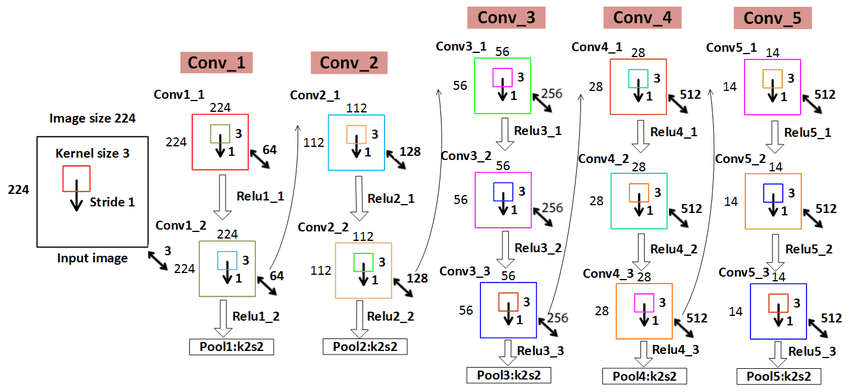 Conv_1
Conv_2
Conv_3
Conv_4
Conv_5
Image size 224
224
Kernel size 3
Stride 1
Input image
3
Conv1_1
224
224
3
1
64
Relu1_1
Conv1_2
224
224
3
1
64
Relu1_2
Pool1:k2s2
Conv2_1
112
112
3
1
128
Relu2_1
Conv2_2
112
112
3
1
128
Relu2_2
Pool2:k2s2
Conv3_1
56
56
3
1
256
Relu3_1
Conv3_2
56
56
3
1
256
Relu3_2
Conv3_3
56
56
3
1
256
Relu3_3
Pool3:k2s2
Conv4_1
28
28
3
1
512
Relu4_1
Conv4_2
28
28
3
1
512
Relu4_2
Conv4_3
28
28
3
1
512
Relu4_3
Pool4:k2s2
Conv5_1
14
14
3
1
512
Relu5_1
Conv5_2
14
14
3
1
512
Relu5_2
Conv5_3
14
14
3
1
512
Relu5_3
Pool5:k2s2